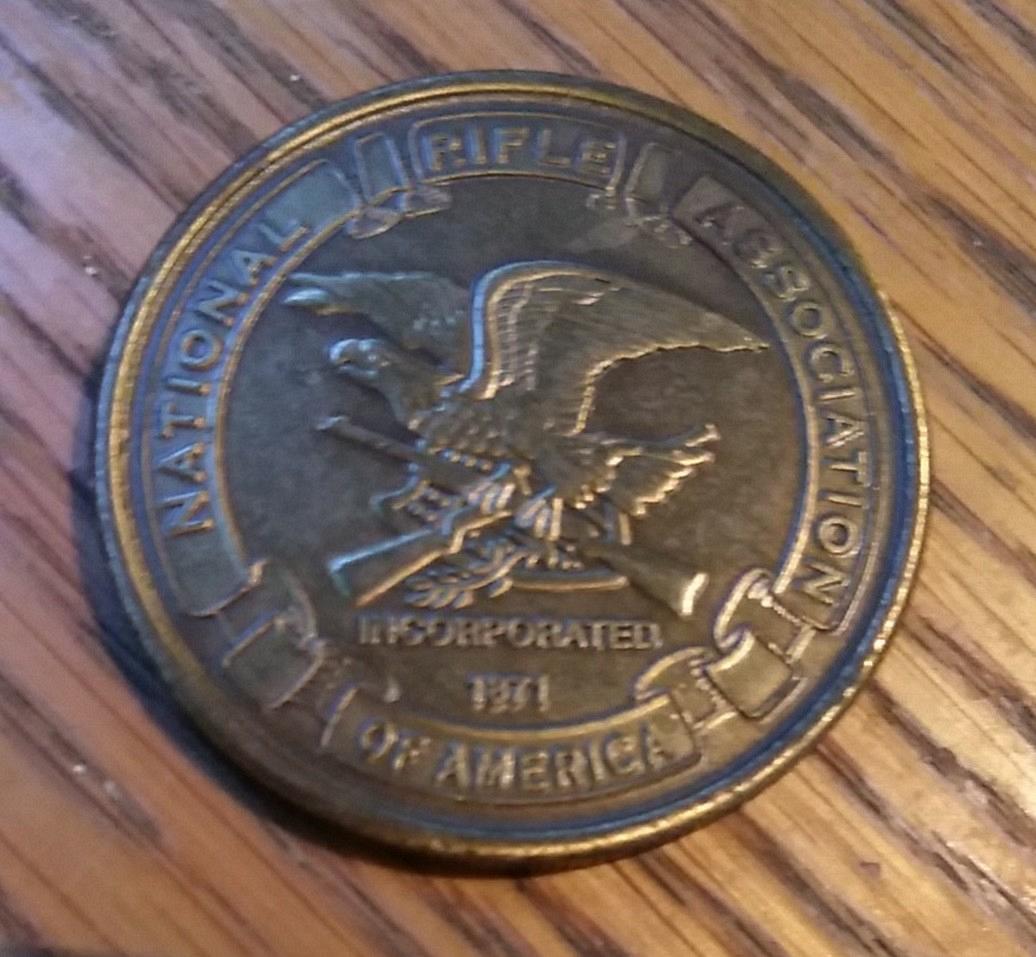 NATIONAL RIFLE ASSOCIATION
INCORPORATED
1871
OF AMERICA